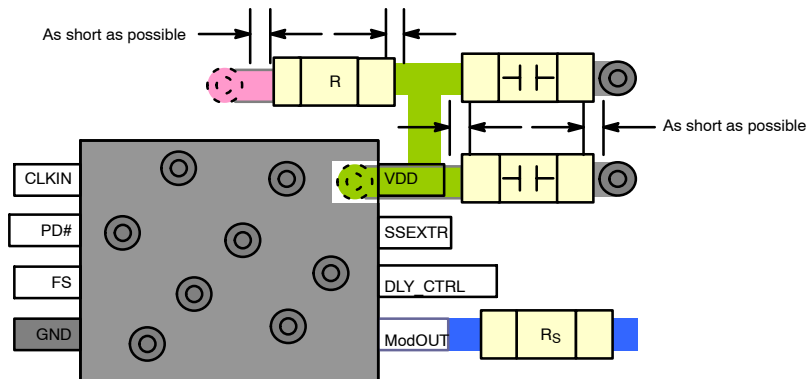 As short as possible
R
As short as possible
CLKIN
VDD
PD#
SSEXTR
FS
DLY_CTRL
GND
ModOUT
RS